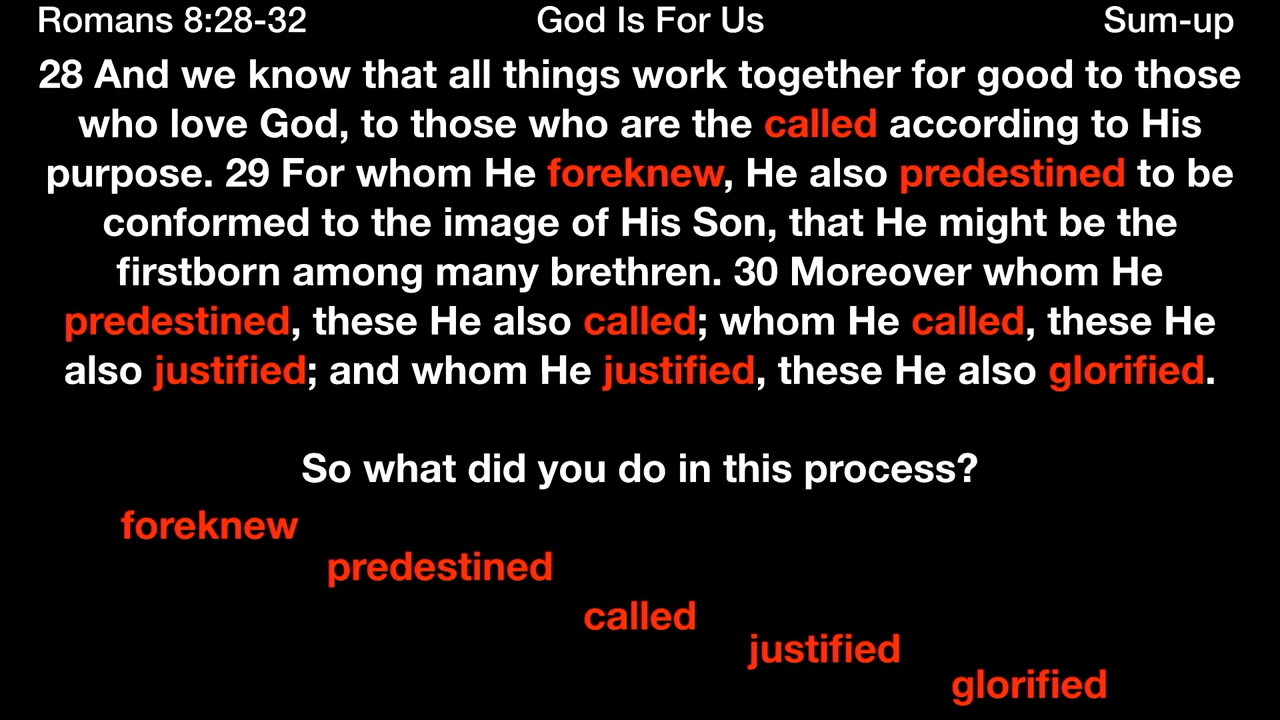 Romans 8:28-32 God Is For Us Sum-up
28 And we know that all things work together for good to those
who love God, to those who are the called according to His
purpose. 29 For whom He foreknew, He also predestined to be
conformed to the image of His Son, that He might be the
firstborn among many brethren. 30 Moreover whom He
predestined, these He also called; whom He called, these He
also justified; and whom He justified, these He also glorified.
So what did you do in this process?
foreknew
predestined
called
justified
glorified